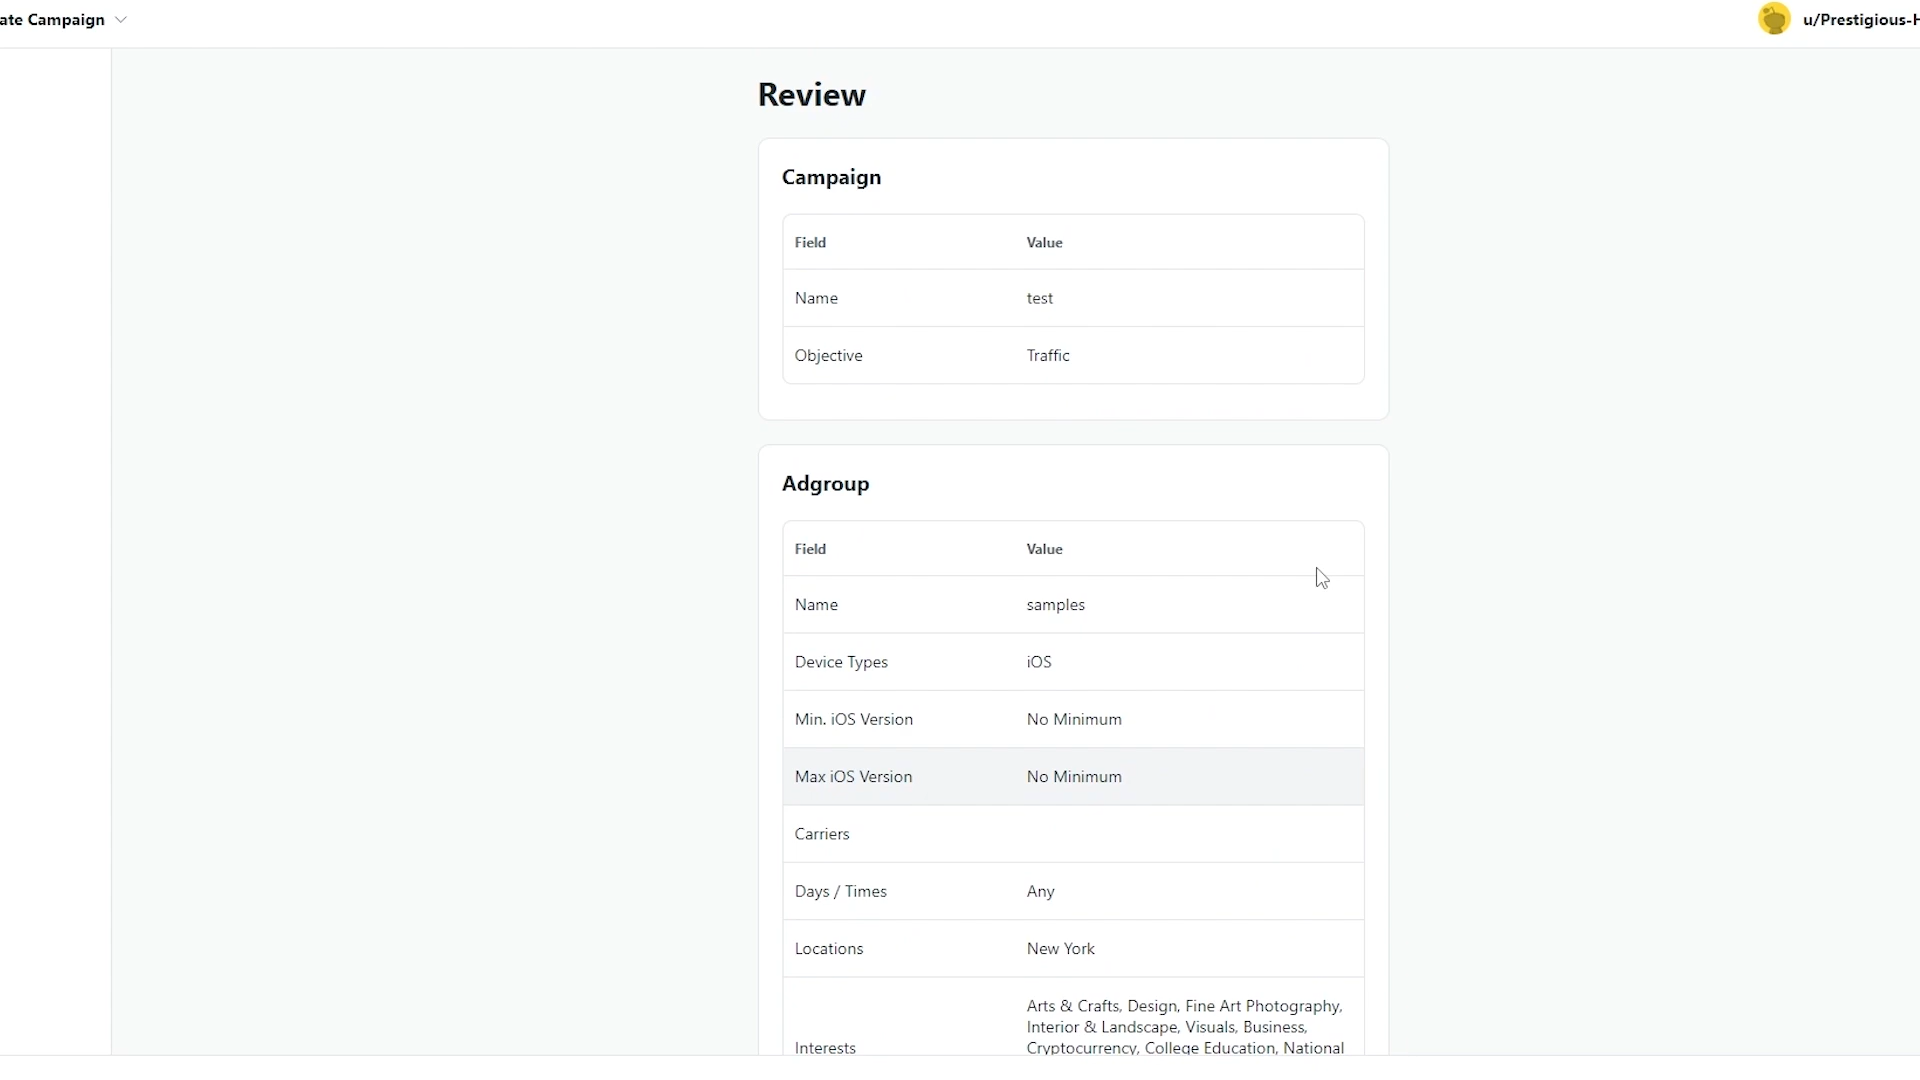 ate Campaign
u/Prestigious-H
Review
Campaign
Field Value
Name test
Objective Traffic
Adgroup
Field Value
Name samples
Device Types iOS
Min. iOS Version No Minimum
Max iOS Version No Minimum
Carriers
Days / Times Any
Locations New York
Arts & Crafts, Design, Fine Art Photography,
Interior & Landscape, Visuals, Business,
Interests Cryptocurrency, College Education, National